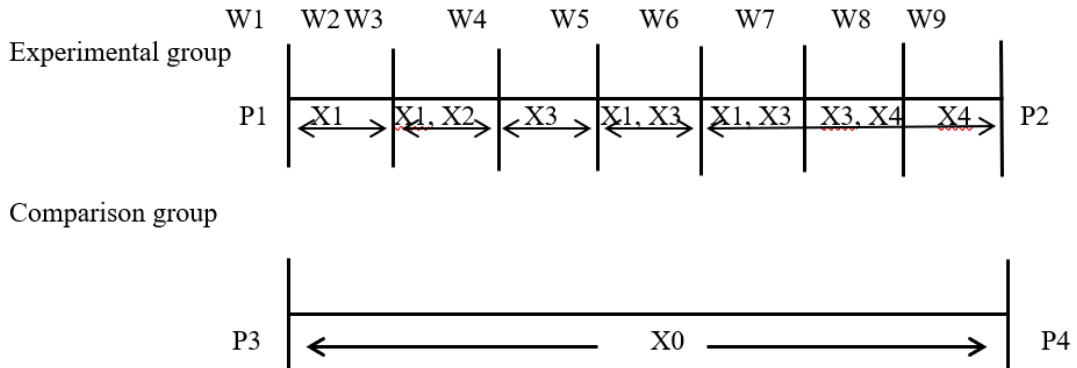 W1 W2 W3 W4 W5 W6 W7 W8 W9
Experimental group
P1 X1 X1, X2 X3 X1, X3 X1, X3 X3, X4 X4 P2
Comparison group
P3 X0 P4